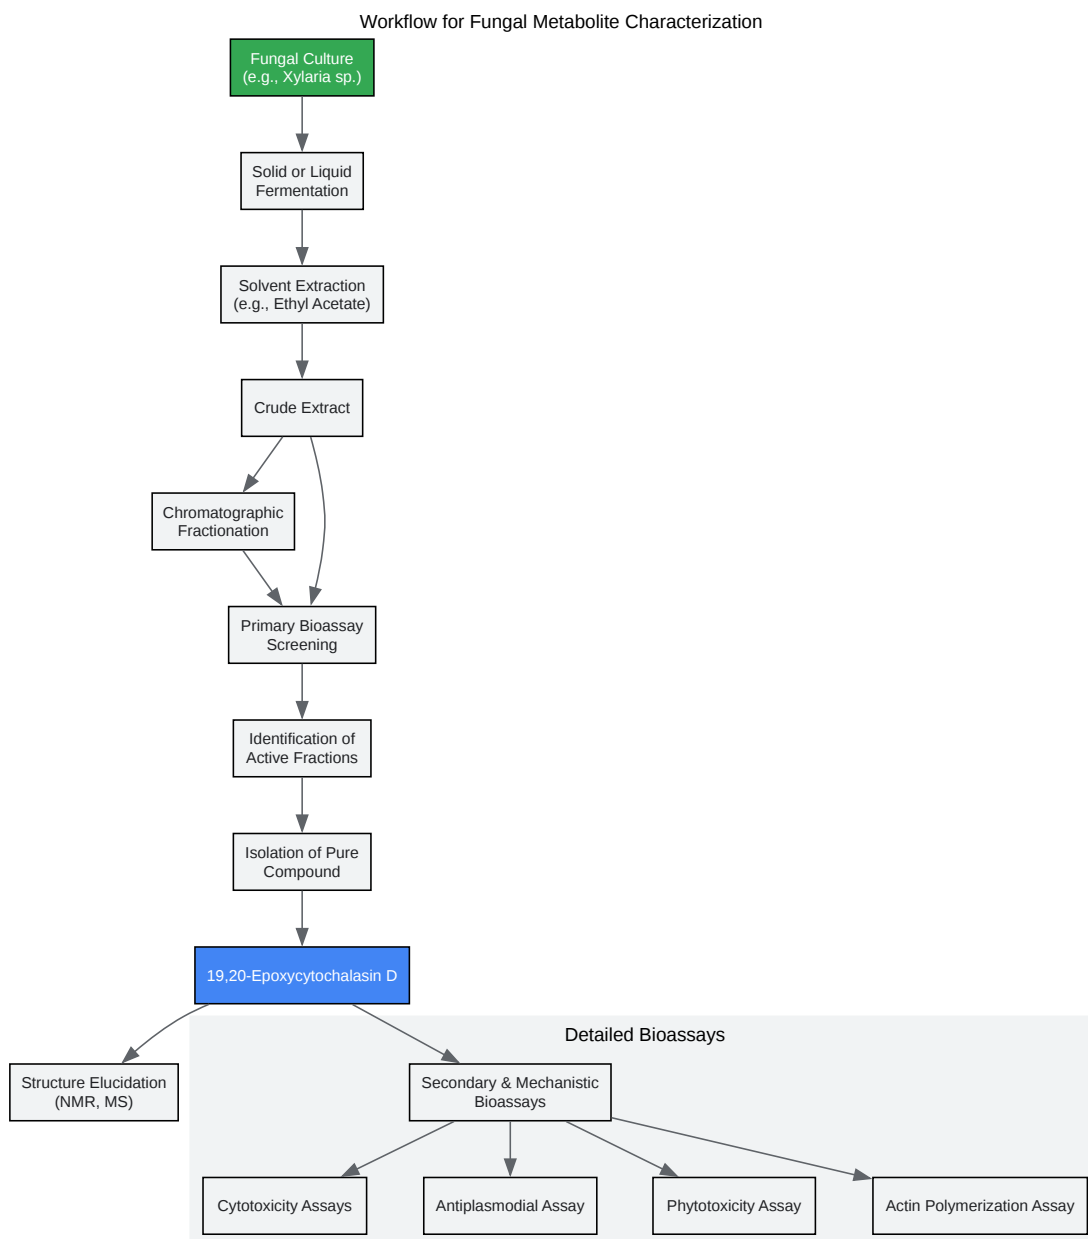 Workflow for Fungal Metabolite Characterization
Fungal Culture
(e.g., Xylaria sp.)
Solid or Liquid
Fermentation
Solvent Extraction
(e.g., Ethyl Acetate)
Crude Extract
Chromatographic
Fractionation
Primary Bioassay
Screening
Identification of
Active Fractions
Isolation of Pure
Compound
19,20-Epoxycytochalasin D
Detailed Bioassays
Structure Elucidation
(NMR, MS)
Secondary & Mechanistic
Bioassays
Cytotoxicity Assays
Antiplasmodial Assay
Phytotoxicity Assay
Actin Polymerization Assay